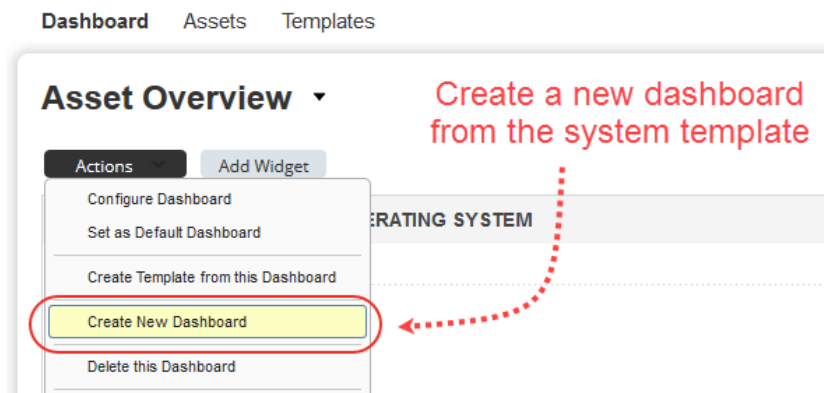 Dashboard Assets Templates
Asset Overview
Create a new dashboard
from the system template
Actions Add Widget
Configure Dashboard
ERATING SYSTEM
Set as Default Dashboard
Create Template from this Dashboard
Create New Dashboard
Delete this Dashboard